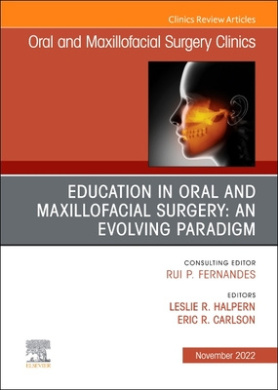 Clinics Review Articles
Oral and Maxillofacial Surgery Clinics
EDUCATION IN ORAL AND
MAXILLOFACIAL SURGERY: AN
EVOLVING PARADIGM
CONSULTING EDITOR
RUI P. FERNANDES
EDITORS
LESLIE R. HALPERN
ERIC R. CARLSON
ELSEVIER
November 2022